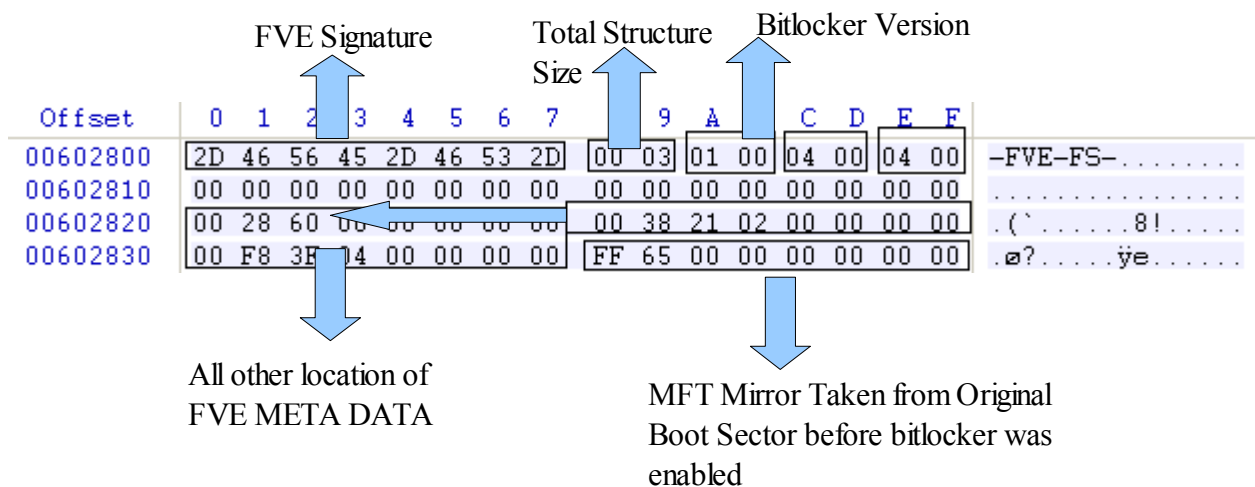 FVE Signature
Total Structure
Size
Bitlocker Version
Offset 0 1 2 3 4 5 6 7 9 A C D E F
00602800 2D 46 56 45 2D 46 53 2D 00 03 01 00 04 00 04 00 -FVE-FS-........
00602810 00 00 00 00 00 00 00 00 00 00 00 00 00 00 00 00 ................
00602820 00 28 60 00 00 00 00 00 00 38 21 02 00 00 00 00 .(`......8!.....
00602830 00 F8 3F 04 00 00 00 00 FF 65 00 00 00 00 00 00 .ø?.....ÿe......
All other location of
FVE META DATA
MFT Mirror Taken from Original
Boot Sector before bitlocker was
enabled